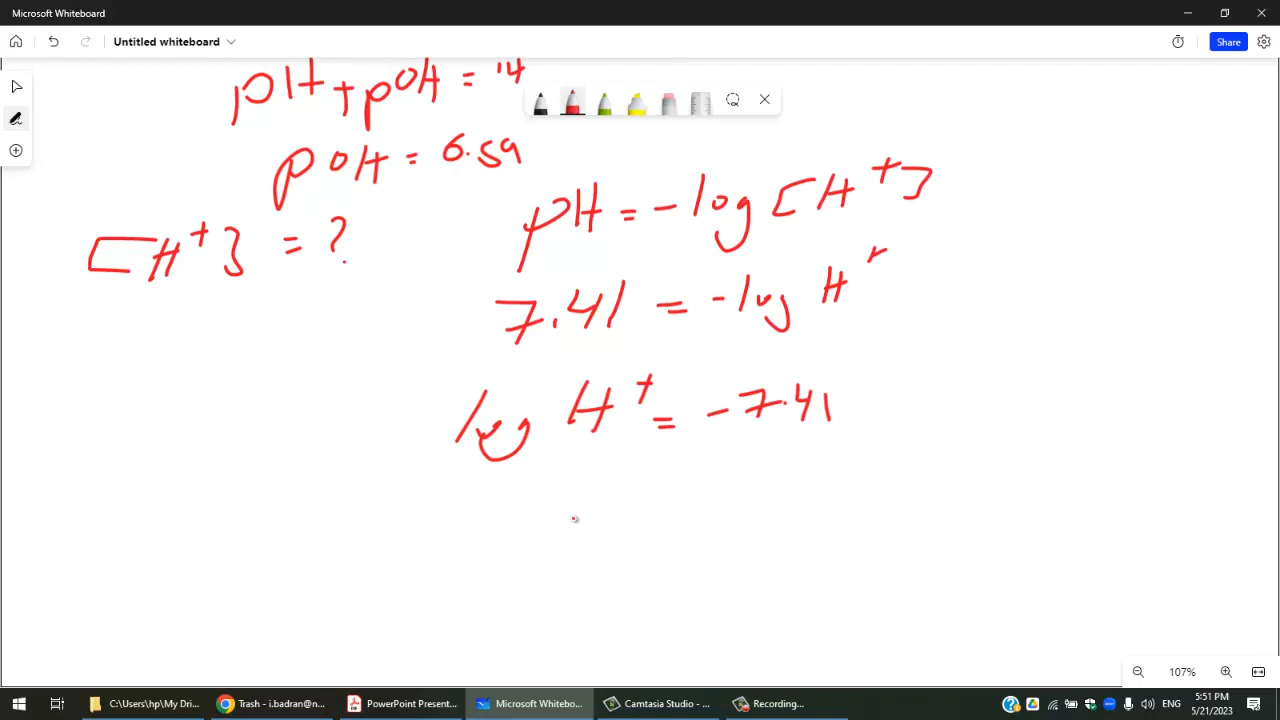 Microsoft Whiteboard
Untitled whiteboard
Share
pH + pOH = 14
pOH = 6.59
[H+] = ?
pH = -log [H+]
7.41 = -log H+
log H+ = -7.41
107%
C:\Users\hp\My Dri...
Trash - i.badran@n...
PowerPoint Present...
Microsoft Whitebo...
Camtasia Studio - ...
Recording...
ENG
5:51 PM
5/21/2023